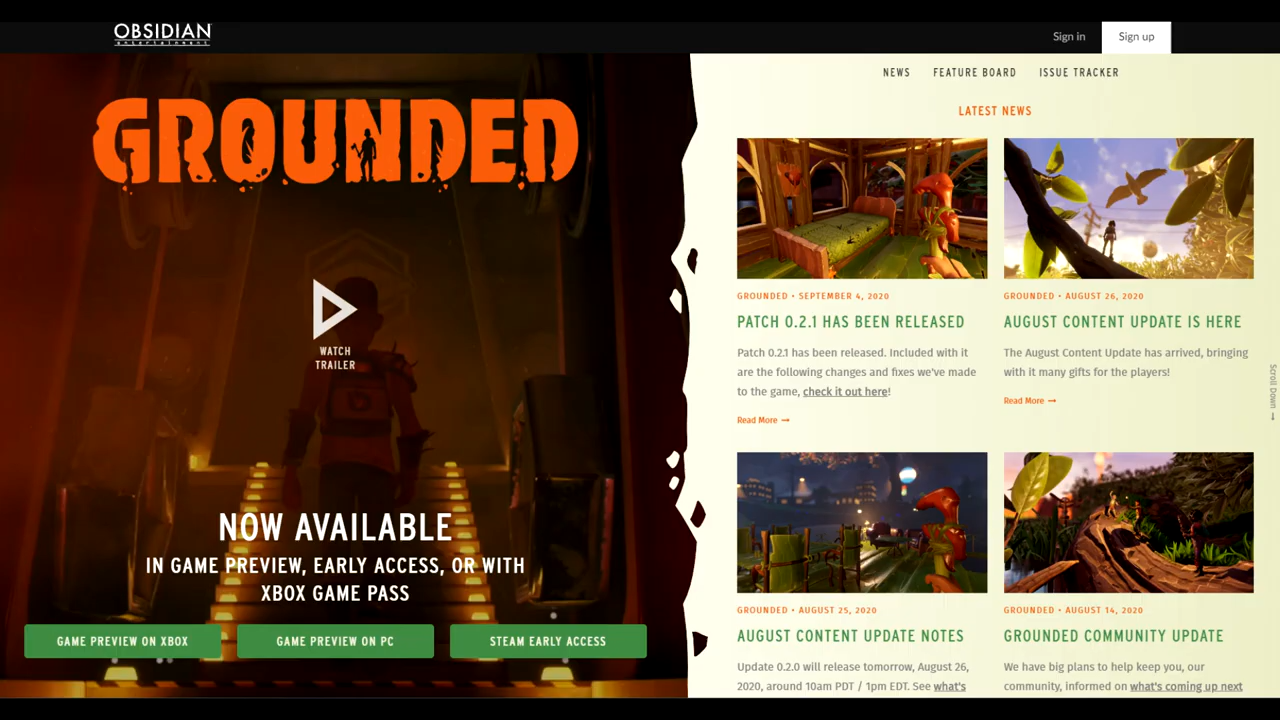 OBSIDIAN
entertainment
Sign in
Sign up
GROUNDED
WATCH
TRAILER
NOW AVAILABLE
IN GAME PREVIEW, EARLY ACCESS, OR WITH
XBOX GAME PASS
GAME PREVIEW ON XBOX
GAME PREVIEW ON PC
STEAM EARLY ACCESS
NEWS
FEATURE BOARD
ISSUE TRACKER
LATEST NEWS
GROUNDED • SEPTEMBER 4, 2020
PATCH 0.2.1 HAS BEEN RELEASED
Patch 0.2.1 has been released. Included with it
are the following changes and fixes we've made
to the game, check it out here!
Read More →
GROUNDED • AUGUST 26, 2020
AUGUST CONTENT UPDATE IS HERE
The August Content Update has arrived, bringing
with it many gifts for the players!
Read More →
GROUNDED • AUGUST 25, 2020
AUGUST CONTENT UPDATE NOTES
Update 0.2.0 will release tomorrow, August 26,
2020, around 10am PDT / 1pm EDT. See what's
GROUNDED • AUGUST 14, 2020
GROUNDED COMMUNITY UPDATE
We have big plans to help keep you, our
community, informed on what's coming up next
Scroll Down →